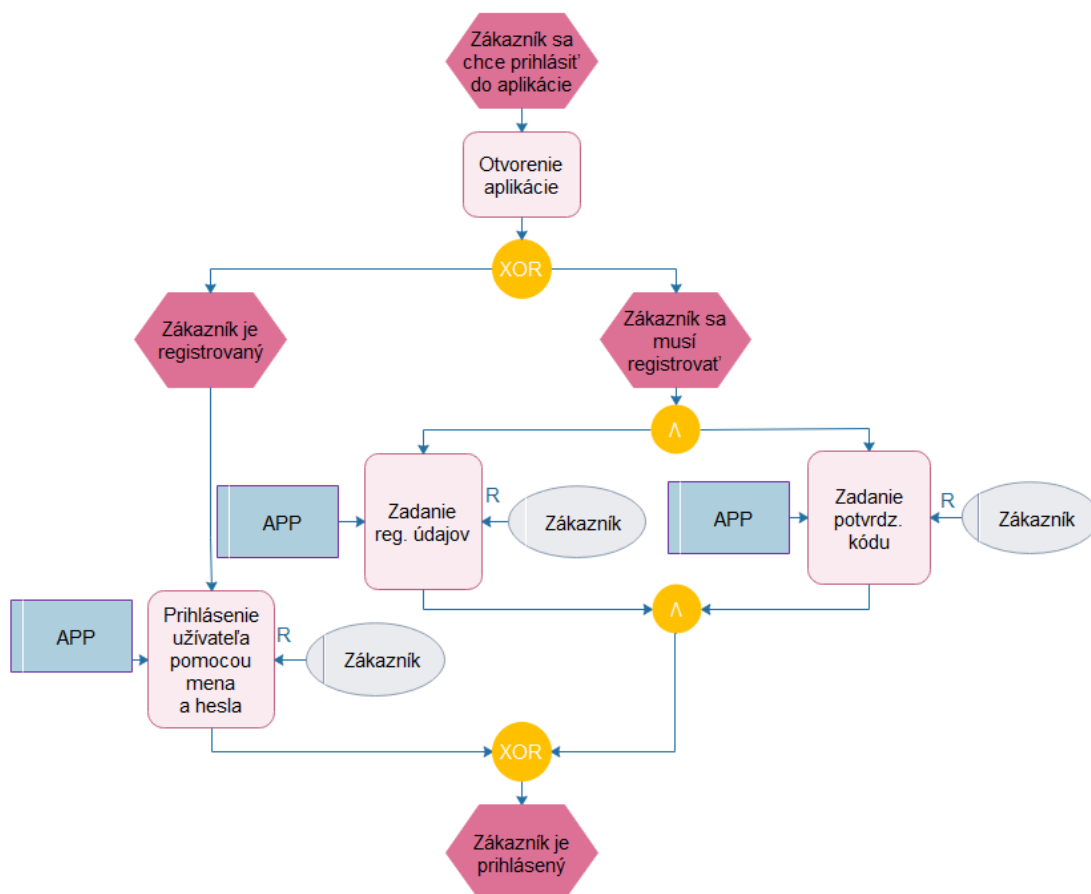 Zákazník sa
chce prihlásiť
do aplikácie
Otvorenie
aplikácie
XOR
Zákazník je
registrovaný
Zákazník sa
musí
registrovať
Λ
APP
Zadanie
reg. údajov
R
Zákazník
APP
Zadanie
potvrdz.
kódu
R
Zákazník
Λ
APP
Prihlásenie
užívateľa
pomocou
mena
a hesla
R
Zákazník
XOR
Zákazník je
prihlásený